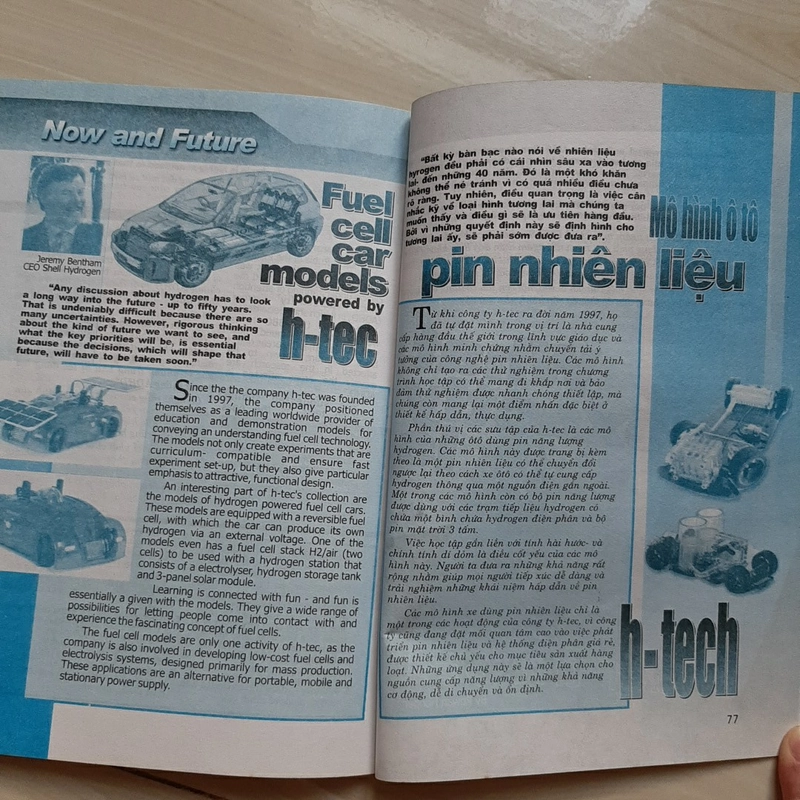 Now and Future
Jeremy Bentham
CEO Shell Hydrogen
Fuel
cell
car
models
powered by
h-tec
"Any discussion about hydrogen has to look
a long way into the future - up to fifty years.
That is undeniably difficult because there are so
many uncertainties. However, rigorous thinking
about the kind of future we want to see, and
what the key priorities will be, is essential
because the decisions, which will shape that
future, will have to be taken soon."
Since the the company h-tec was founded
in 1997, the company positioned
themselves as a leading worldwide provider of
education and demonstration models for
conveying an understanding fuel cell technology.
The models not only create experiments that are
curriculum- compatible and ensure fast
experiment set-up, but they also give particular
emphasis to attractive, functional design.
An interesting part of h-tec's collection are
the models of hydrogen powered fuel cell cars.
These models are equipped with a reversible fuel
cell, with which the car can produce its own
hydrogen via an external voltage. One of the
models even has a fuel cell stack H2/air (two
cells) to be used with a hydrogen station that
consists of a electrolyser, hydrogen storage tank
and 3-panel solar module.
Learning is connected with fun - and fun is
essentially a given with the models. They give a wide range of
possibilities for letting people come into contact with and
experience the fascinating concept of fuel cells.
The fuel cell models are only one activity of h-tec, as the
company is also involved in developing low-cost fuel cells and
electrolysis systems, designed primarily for mass production.
These applications are an alternative for portable, mobile and
stationary power supply.
"Bất kỳ bàn bạc nào nói về nhiên liệu
hyrogen đều phải có cái nhìn sâu xa vào tương
lai- đến những 40 năm. Đó là một khó khăn
không thể né tránh vì có quá nhiều điều chưa
rõ ràng. Tuy nhiên, điều quan trong là việc cân
nhắc kỹ về loại hình tương lai mà chúng ta
muốn thấy và điều gì sẽ là ưu tiên hàng đầu.
Bởi vì những quyết định này sẽ định hình cho
tương lai ấy, sẽ phải sớm được đưa ra".
Mô hình ô tô
pin nhiên liệu
Từ khi công ty h-tec ra đời năm 1997, họ
đã tự đặt mình trong vị trí là nhà cung
cấp hàng đầu thế giới trong lĩnh vực giáo dục và
các mô hình minh chứng nhằm chuyển tải ý
tưởng của công nghệ pin nhiên liệu. Các mô hình
không chỉ tạo ra các thử nghiệm trong chương
trình học tập có thể mang đi khắp nơi và bảo
đảm thử nghiệm được nhanh chóng thiết lập, mà
chúng còn mang lại một điểm nhấn đặc biệt ở
thiết kế hấp dẫn, thực dụng.
Phần thú vị các sưu tập của h-tec là các mô
hình của những ôtô dùng pin năng lượng
hydrogen. Các mô hình này được trang bị kèm
theo là một pin nhiên liệu có thể chuyển đổi
ngược lại theo cách xe ôtô có thể tự cung cấp
hydrogen thông qua một nguồn điện gắn ngoài.
Một trong các mô hình còn có bộ pin năng lượng
được dùng với các trạm tiếp liệu hydrogen có
chứa một bình chứa hydrogen điện phân và bộ
pin mặt trời 3 tấm.
Việc học tập gắn liền với tính hài hước- và
chính tính dí dỏm là điều cốt yếu của các mô
hình này. Người ta đưa ra những khả năng rất
rộng nhằm giúp mọi người tiếp xúc dễ dàng và
trải nghiệm những khái niệm hấp dẫn về pin
nhiên liệu.
Các mô hình xe dùng pin nhiên liệu chỉ là
một trong các hoạt động của công ty h-tec, vì công
ty cũng đang đặt mối quan tâm cao vào việc phát
triển pin nhiên liệu và hệ thống điện phân giá rẻ,
được thiết kế chủ yếu cho mục tiêu sản xuất hàng
loạt. Những ứng dụng này sẽ là một lựa chọn cho
nguồn cung cấp năng lượng vì những khả năng
cơ động, dễ di chuyển và ổn định.
h-tech
77